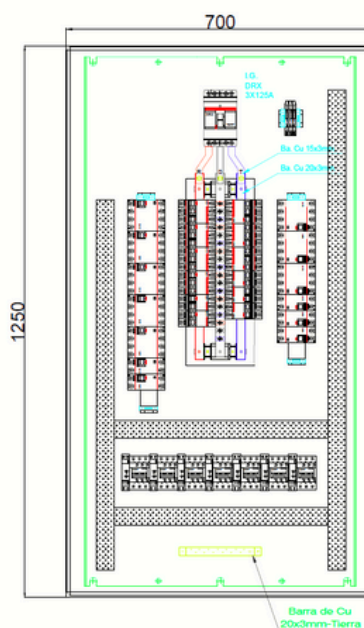 700
I.G.
DRX
3X125A
Ba. Cu 15x3mm
Ba. Cu 20x3mm
1250
Barra de Cu
20x3mm-Tierra